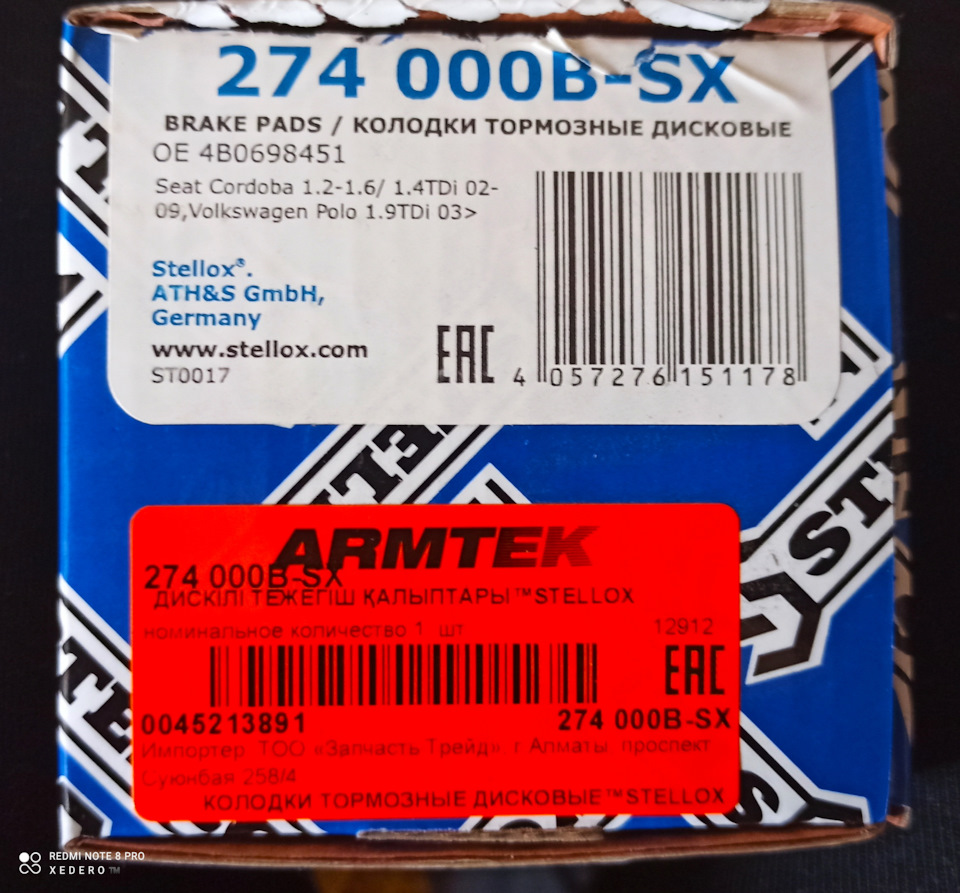 274 000B-SX
BRAKE PADS / КОЛОДКИ ТОРМОЗНЫЕ ДИСКОВЫЕ
OE 4B0698451
Seat Cordoba 1.2-1.6/ 1.4TDi 02-
09,Volkswagen Polo 1.9TDi 03>
Stellox®.
ATH&S GmbH,
Germany
www.stellox.com
ST0017
EAC
4 057276 151178
ARMTEK
274 000B-SX
ДИСКІЛІ ТЕЖЕГІШ ҚАЛЫПТАРЫ™STELLOX
номинальное количество 1 шт
12912
EAC
0045213891 274 000B-SX
Импортер ТОО «Запчасть Трейд», г Алматы, проспект
Суюнбая 258/4
КОЛОДКИ ТОРМОЗНЫЕ ДИСКОВЫЕ™STELLOX
REDMI NOTE 8 PRO
XEDERO™